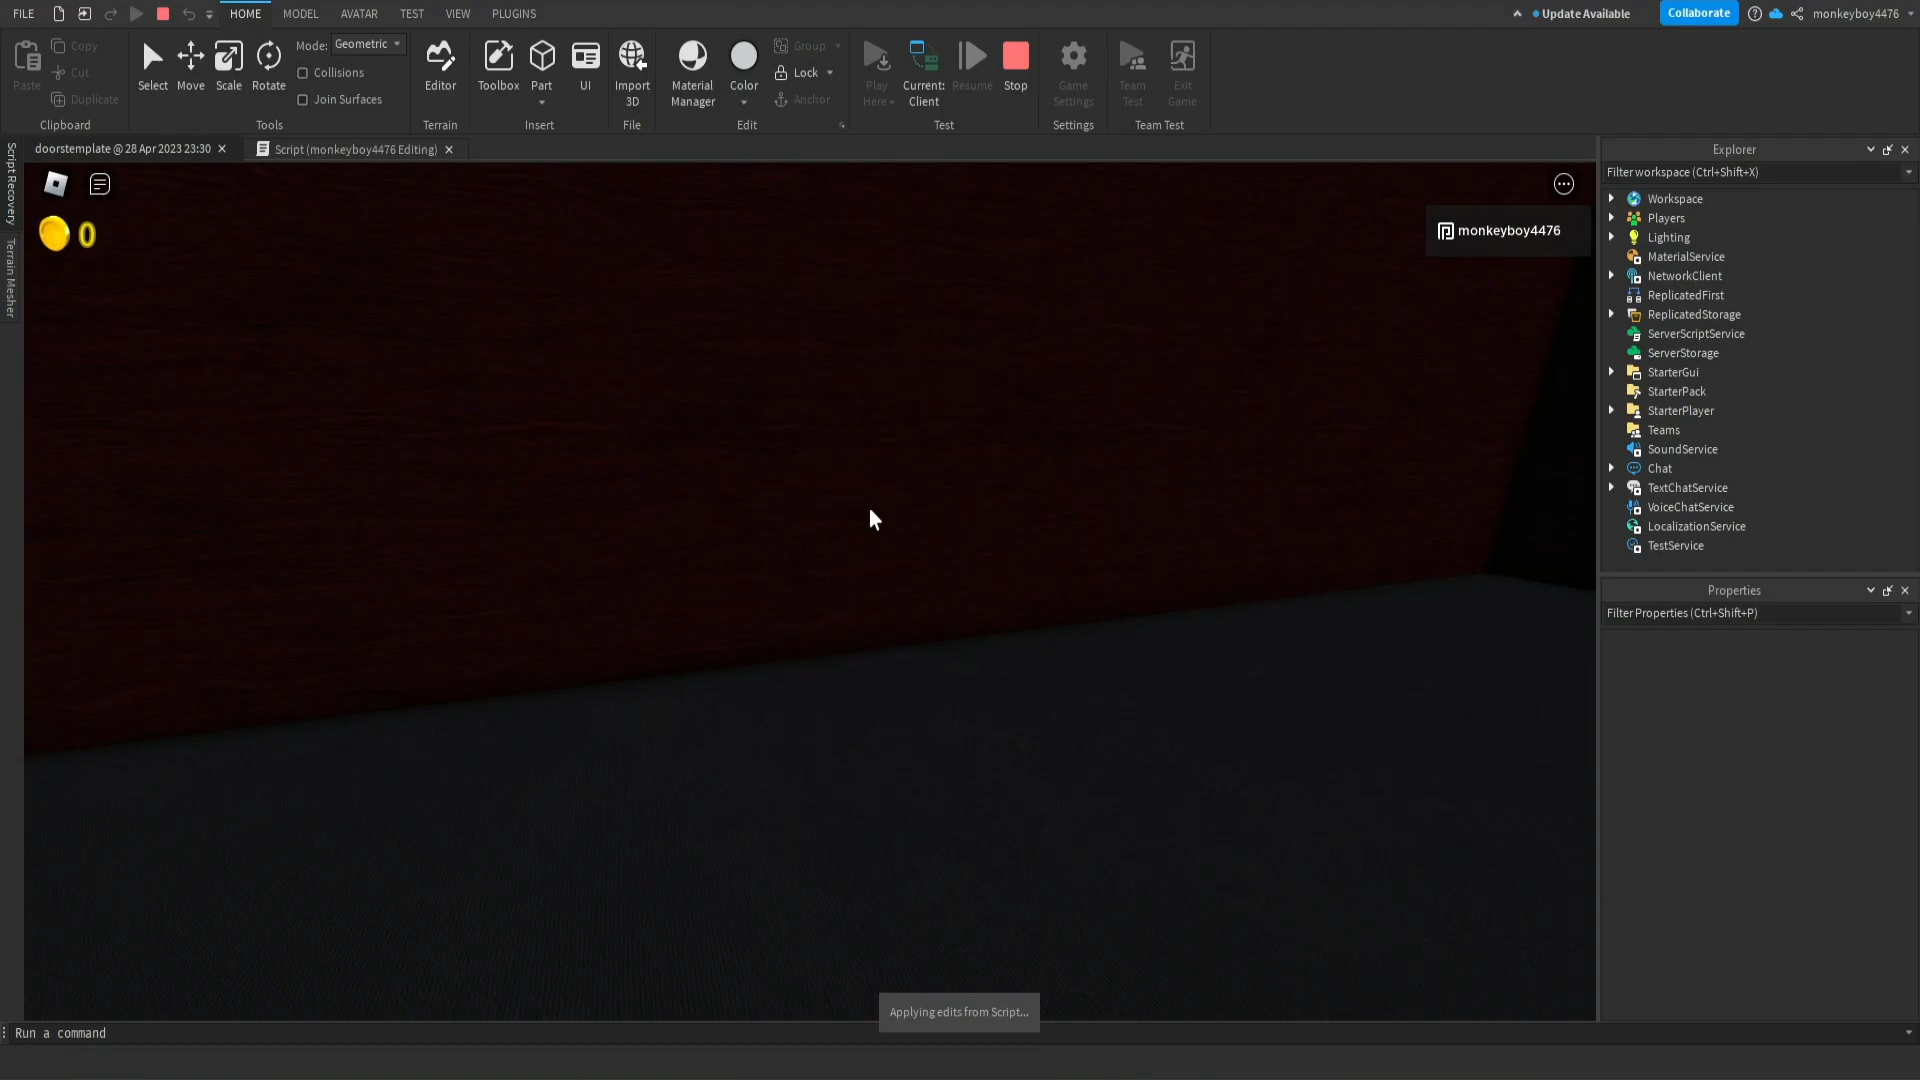 FILE
HOME
MODEL
AVATAR
TEST
VIEW
PLUGINS
Update Available
Collaborate
monkeyboy4476
Paste
Copy
Cut
Duplicate
Clipboard
Select
Move
Scale
Rotate
Mode: Geometric
Collisions
Join Surfaces
Tools
Editor
Terrain
Toolbox
Part
UI
Insert
Import
3D
File
Material
Manager
Color
Group
Lock
Anchor
Edit
Play
Here
Current:
Client
Resume
Stop
Test
Game
Settings
Settings
Team
Test
Exit
Game
Team Test
doorstemplate @ 28 Apr 2023 23:30
Script (monkeyboy4476 Editing)
Script Recovery
Terrain Mesher
0
monkeyboy4476
Applying edits from Script...
Explorer
Filter workspace (Ctrl+Shift+X)
Workspace
Players
Lighting
MaterialService
NetworkClient
ReplicatedFirst
ReplicatedStorage
ServerScriptService
ServerStorage
StarterGui
StarterPack
StarterPlayer
Teams
SoundService
Chat
TextChatService
VoiceChatService
LocalizationService
TestService
Properties
Filter Properties (Ctrl+Shift+P)
Run a command